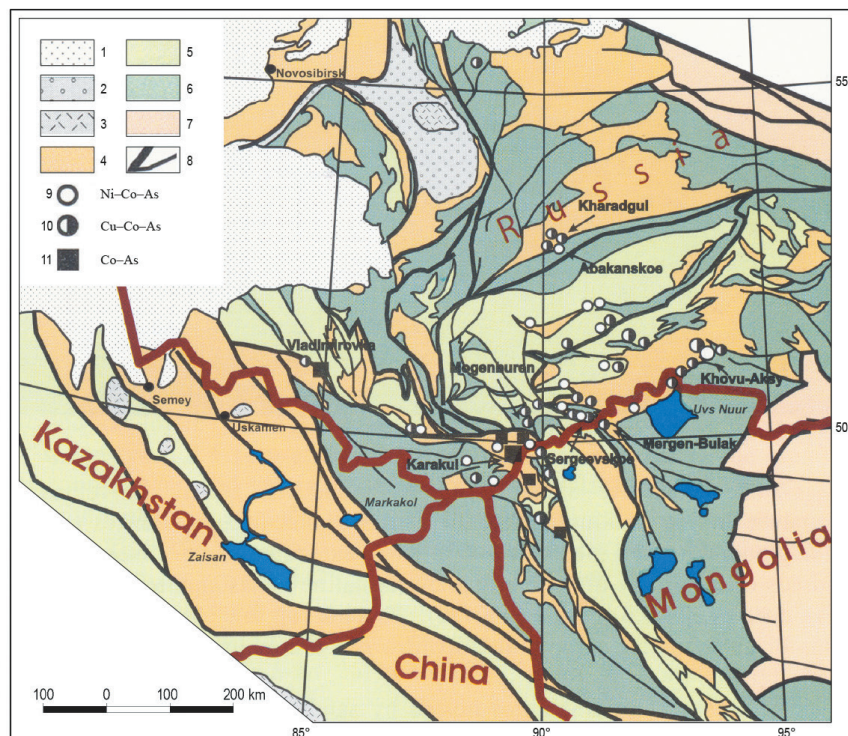 1
2
3
4
5
6
7
8
9 Ni–Co–As
10 Cu–Co–As
11 Co–As
Novosibirsk
55
Russia
Kharadgul
Abakanskoe
Vladimirovka
Mogenburen
Khovu-Aksy
Semey
Uskamen
Uvs Nuur
50
Mergen-Bulak
Sergeevskoe
Karakul
Kazakhstan
Markakol
Zaisan
Mongolia
China
100 0 100 200 km
85°
90°
95°